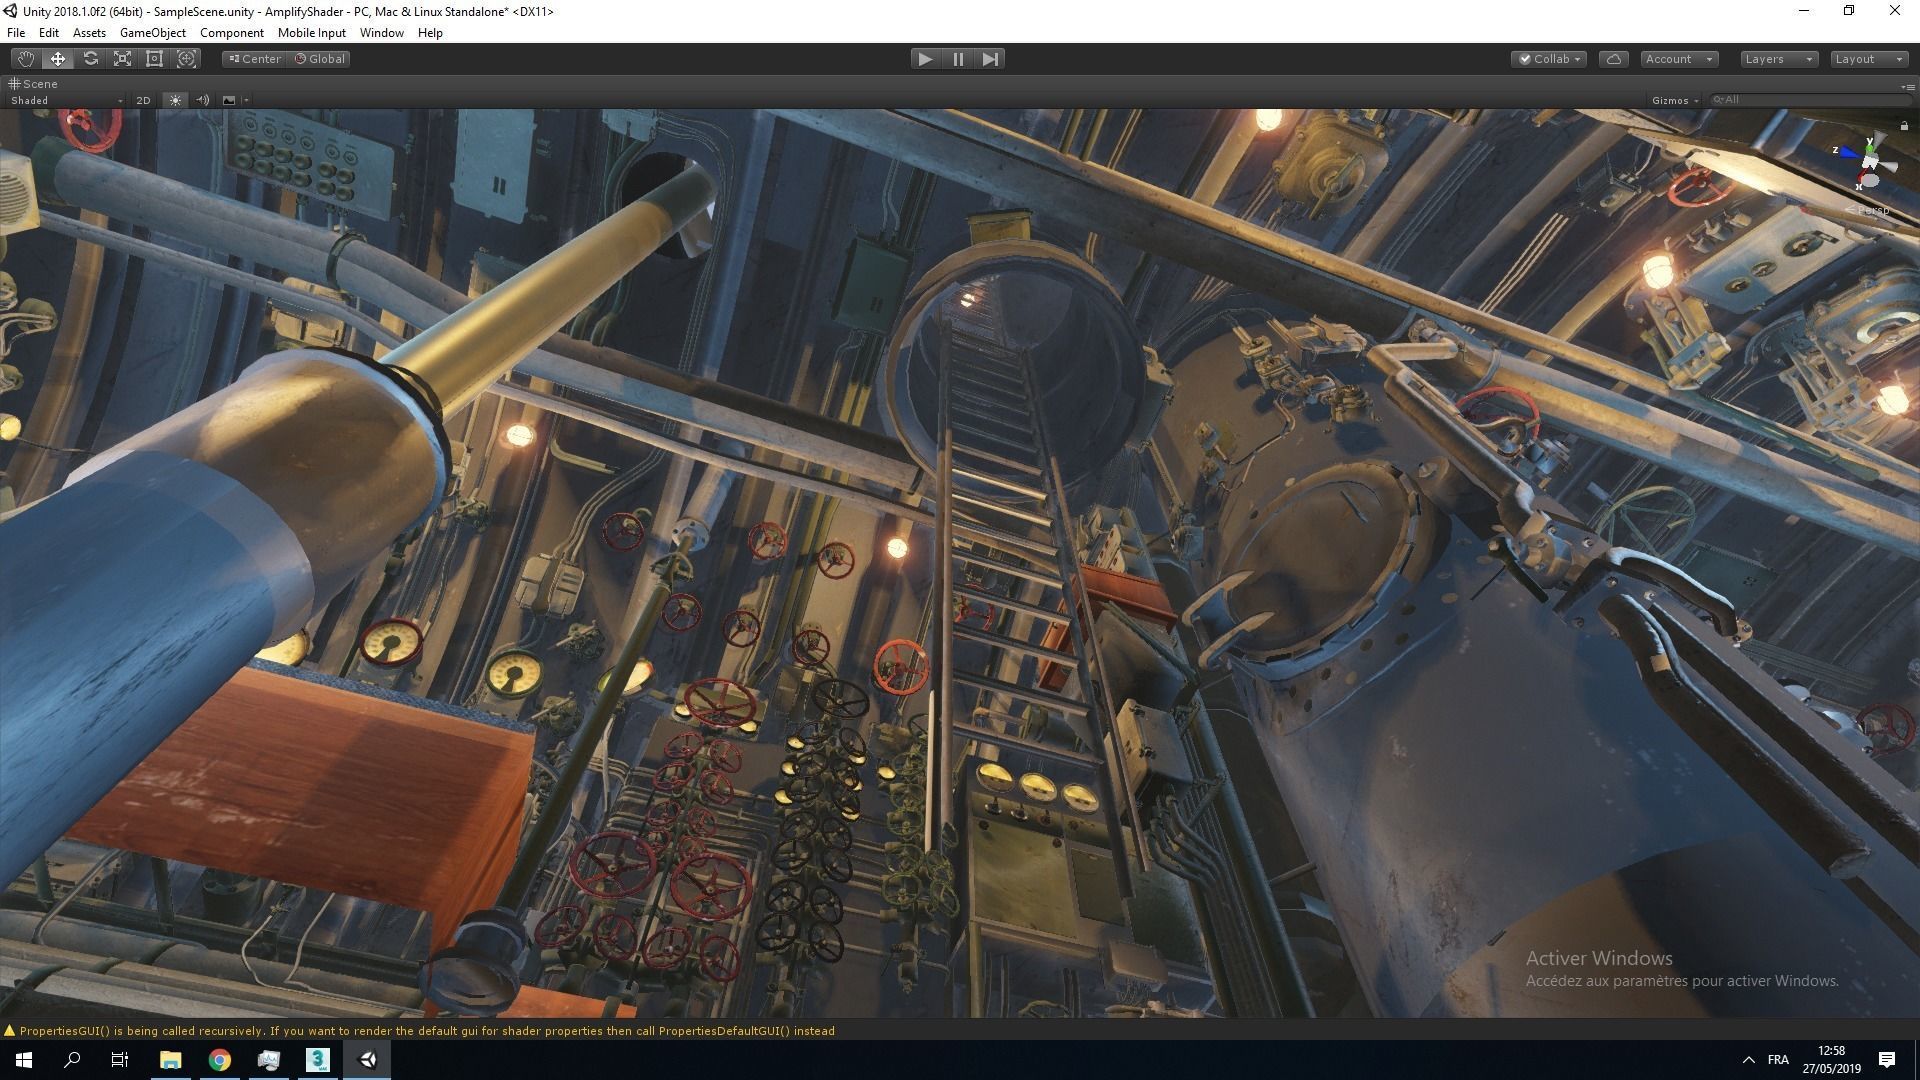 Unity 2018.1.0f2 (64bit) - SampleScene.unity - AmplifyShader - PC, Mac & Linux Standalone* <DX11>
File Edit Assets GameObject Component Mobile Input Window Help
Center Global Collab Account Layers Layout
Scene
Shaded 2D Gizmos All
y
z
x
Persp
Activer Windows
Accédez aux paramètres pour activer Windows.
PropertiesGUI() is being called recursively. If you want to render the default gui for shader properties then call PropertiesDefaultGUI() instead
3
FRA
12:58
27/05/2019